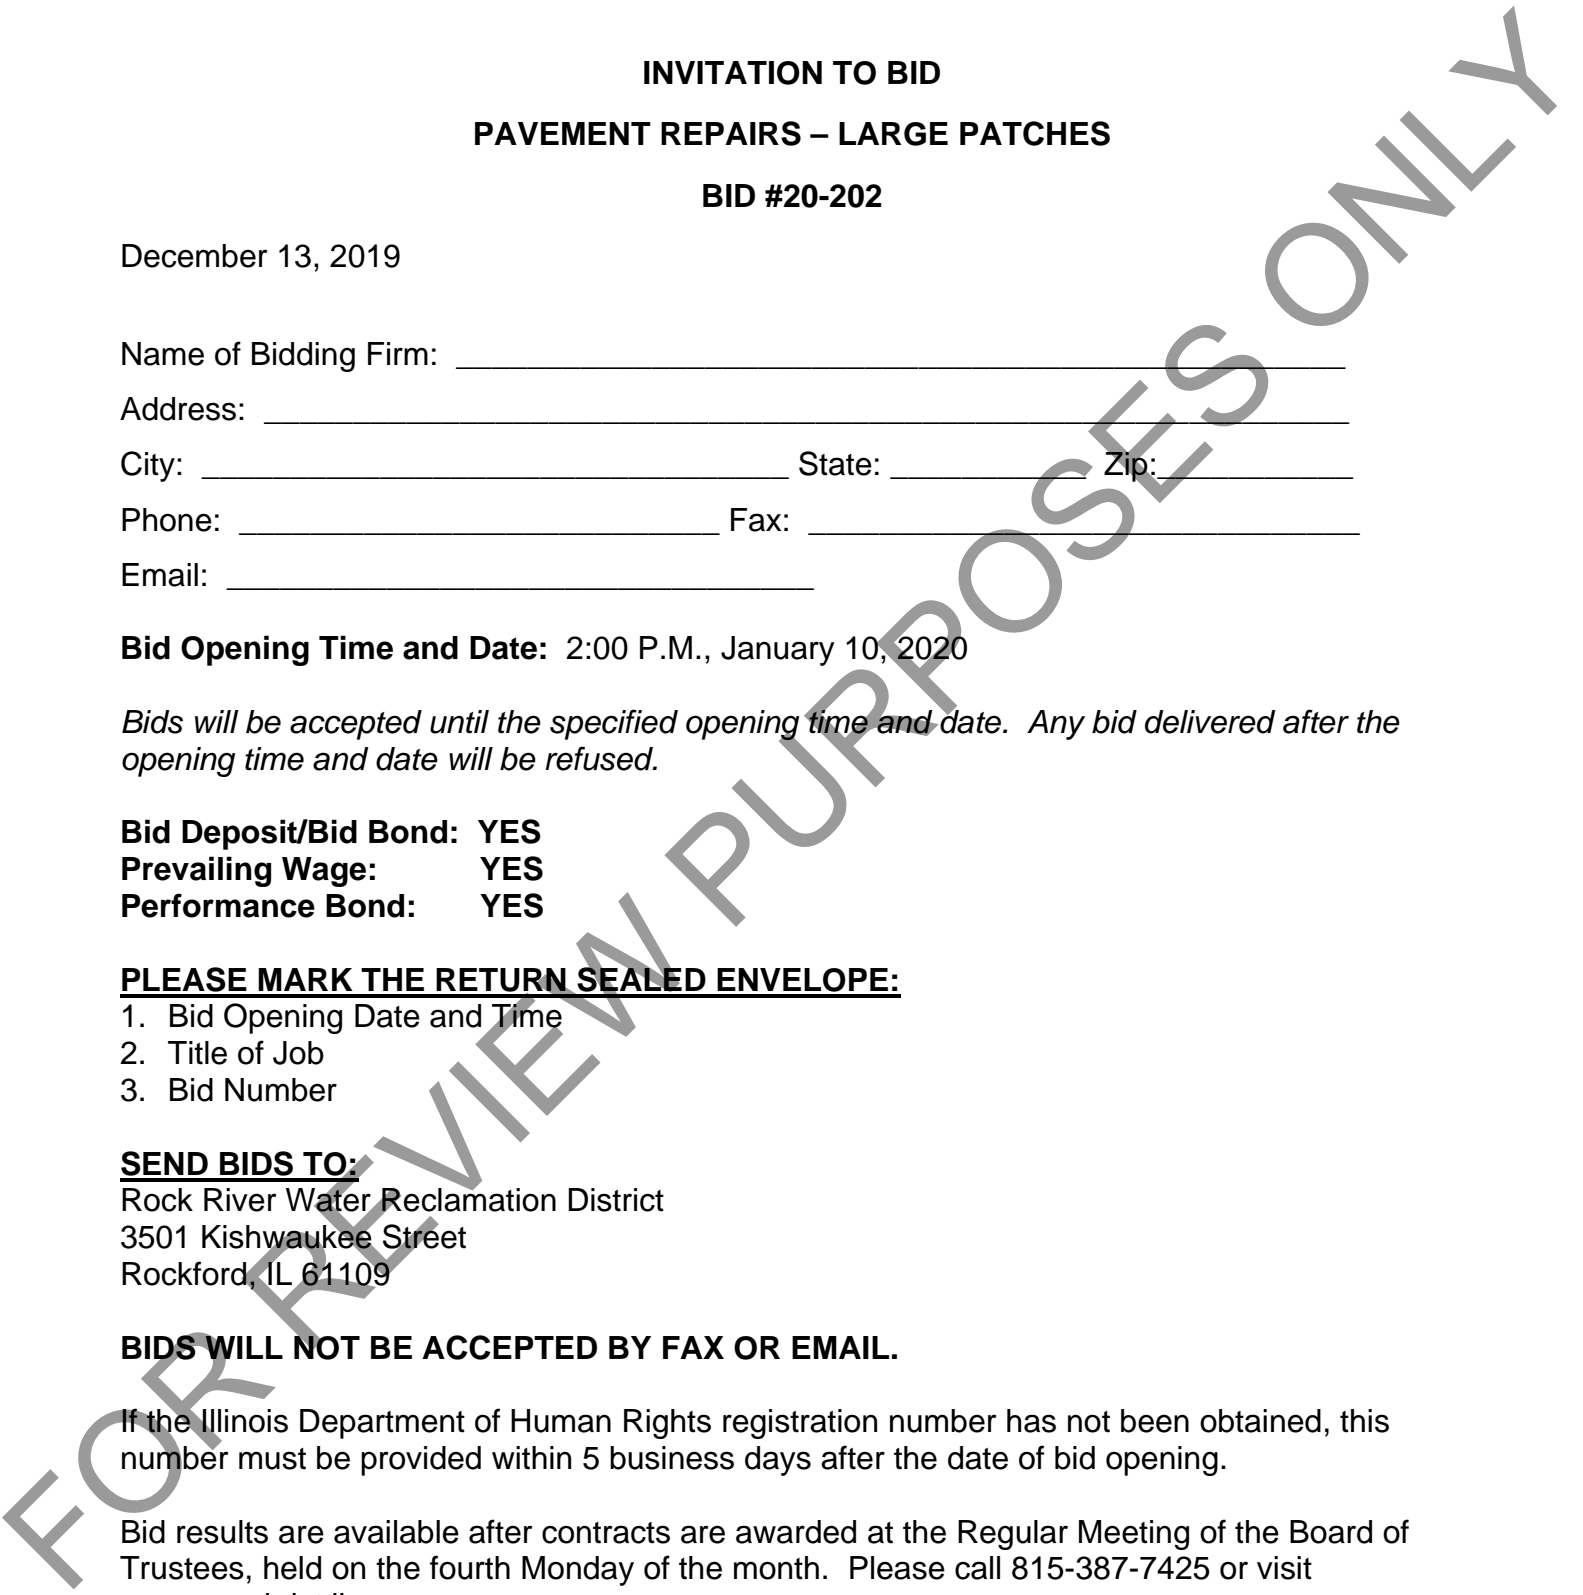 INVITATION TO BID
PAVEMENT REPAIRS – LARGE PATCHES
BID #20-202
December 13, 2019
Name of Bidding Firm: __________________________________________________
Address: _____________________________________________________________
City: _________________________________ State: ___________ Zip:___________
Phone: ___________________________ Fax: _______________________________
Email: _________________________________
Bid Opening Time and Date: 2:00 P.M., January 10, 2020
Bids will be accepted until the specified opening time and date. Any bid delivered after the
opening time and date will be refused.
Bid Deposit/Bid Bond: YES
Prevailing Wage: YES
Performance Bond: YES
PLEASE MARK THE RETURN SEALED ENVELOPE:
1. Bid Opening Date and Time
2. Title of Job
3. Bid Number
SEND BIDS TO:
Rock River Water Reclamation District
3501 Kishwaukee Street
Rockford, IL 61109
BIDS WILL NOT BE ACCEPTED BY FAX OR EMAIL.
If the Illinois Department of Human Rights registration number has not been obtained, this
number must be provided within 5 business days after the date of bid opening.
Bid results are available after contracts are awarded at the Regular Meeting of the Board of
Trustees, held on the fourth Monday of the month. Please call 815-387-7425 or visit
FOR REVIEW PURPOSES ONLY